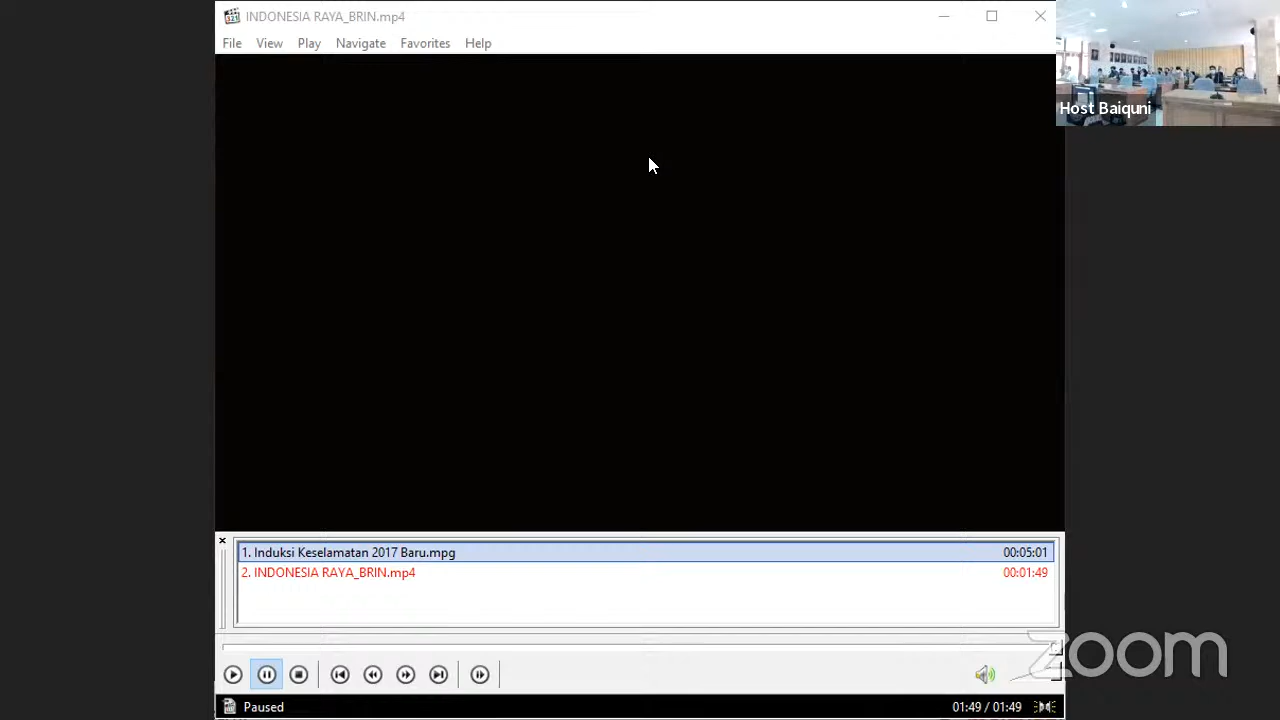 INDONESIA RAYA_BRIN.mp4
File View Play Navigate Favorites Help
Host Baiquni
1. Induksi Keselamatan 2017 Baru.mpg 00:05:01
2. INDONESIA RAYA_BRIN.mp4 00:01:49
zoom
Paused 01:49 / 01:49